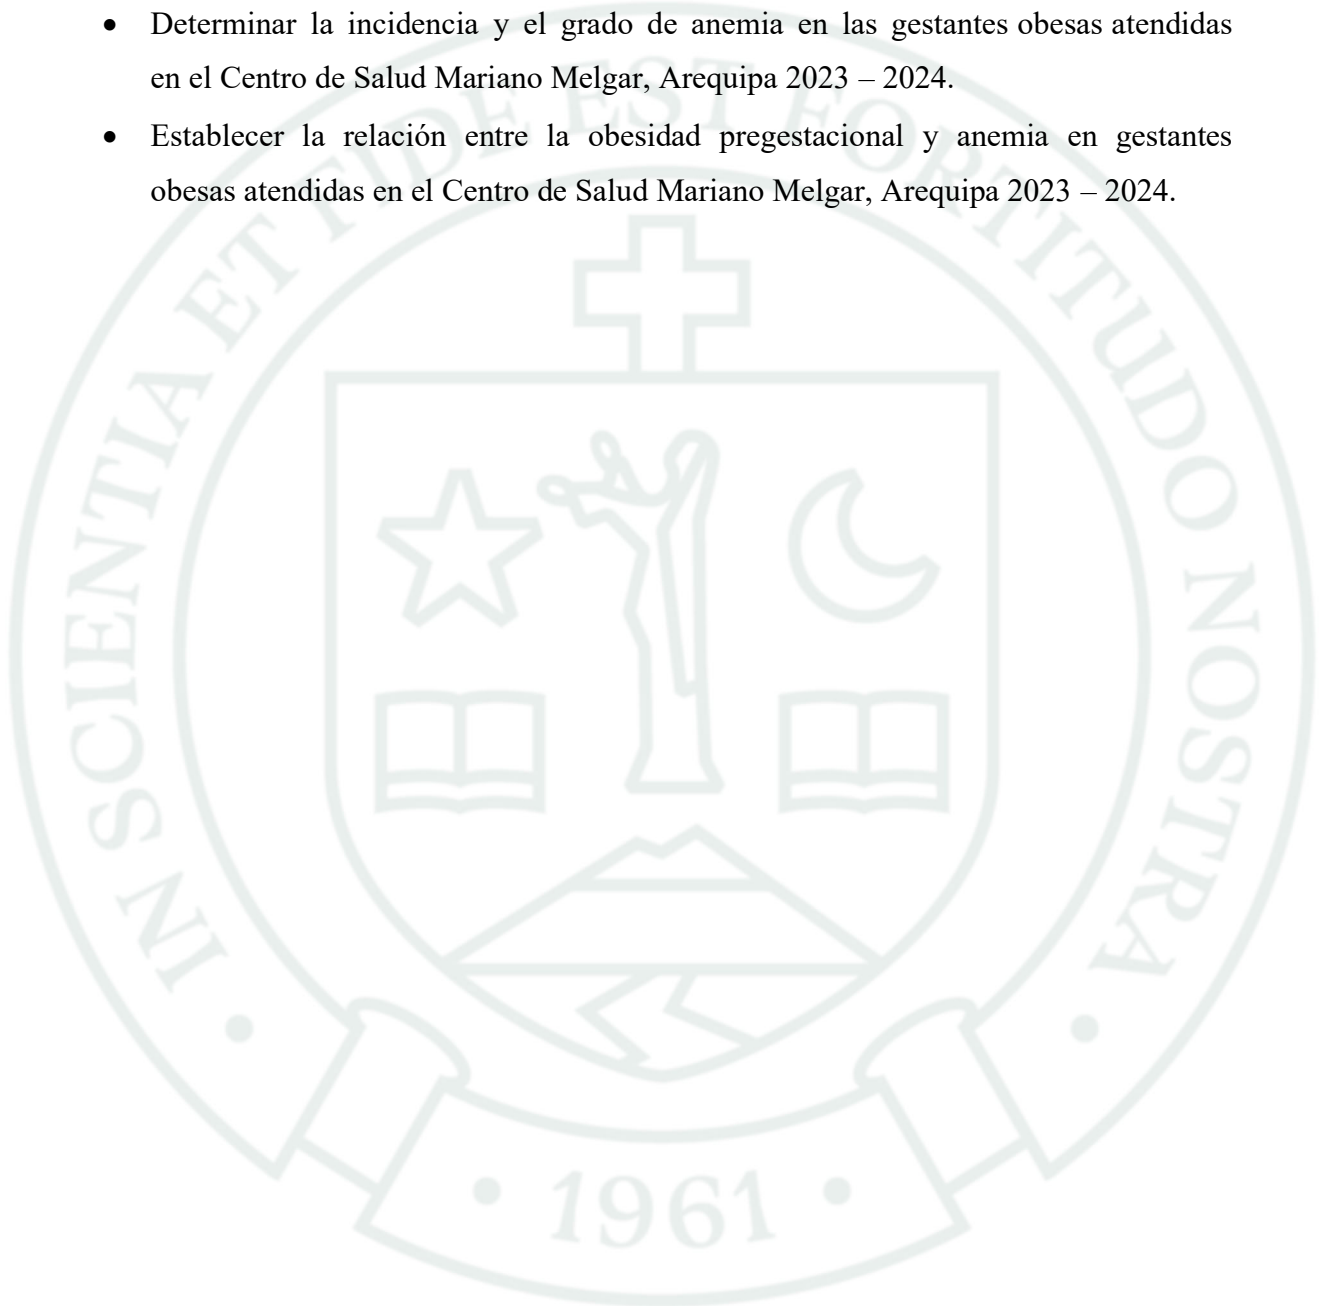 • Determinar la incidencia y el grado de anemia en las gestantes obesas atendidas
en el Centro de Salud Mariano Melgar, Arequipa 2023 – 2024.
• Establecer la relación entre la obesidad pregestacional y anemia en gestantes
obesas atendidas en el Centro de Salud Mariano Melgar, Arequipa 2023 – 2024.
• IN SCIENTIA ET FIDE EST FORTITUDO NOSTRA •
• 1961 •